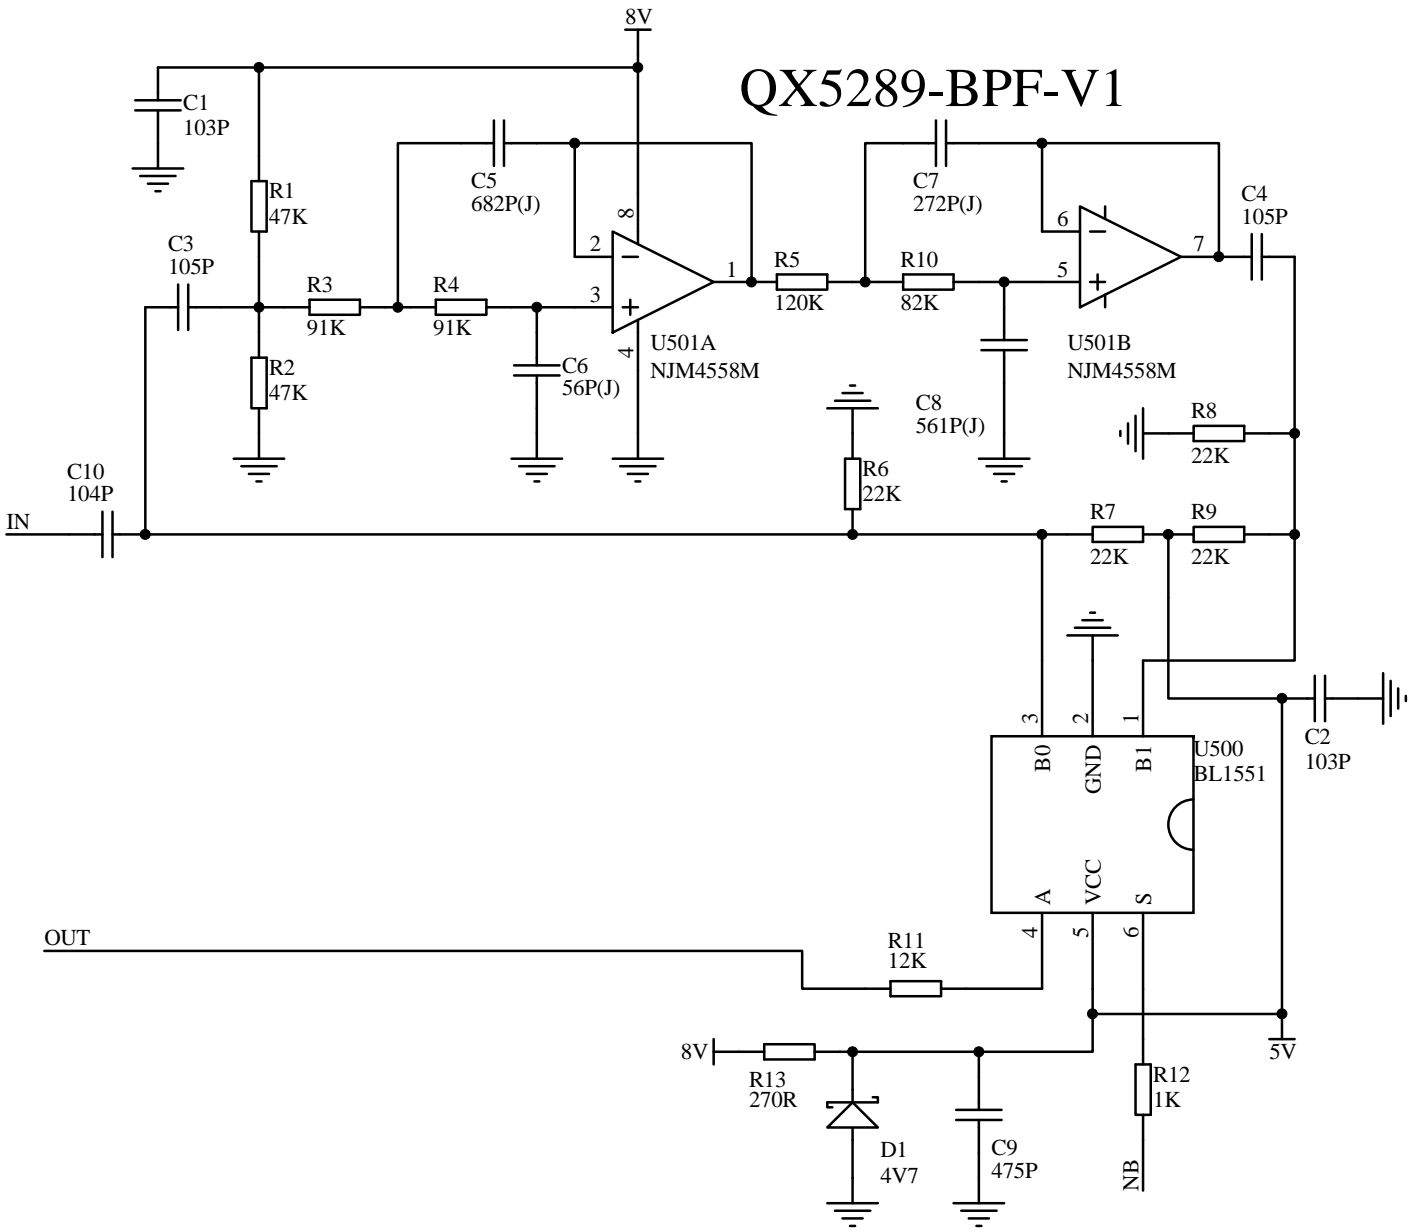 8V
QX5289-BPF-V1
C1
103P
C5
682P(J)
C7
272P(J)
R1
47K
C4
105P
C3
105P
8
2
3
1
4
6
5
7
R3
91K
R4
91K
R5
120K
R10
82K
U501A
NJM4558M
U501B
NJM4558M
R2
47K
C6
56P(J)
C8
561P(J)
R8
22K
C10
104P
R6
22K
IN
R7
22K
R9
22K
3
2
1
B0
GND
B1
U500
BL1551
C2
103P
A
VCC
S
4
5
6
OUT
R11
12K
8V
R13
270R
5V
R12
1K
D1
4V7
C9
475P
NB